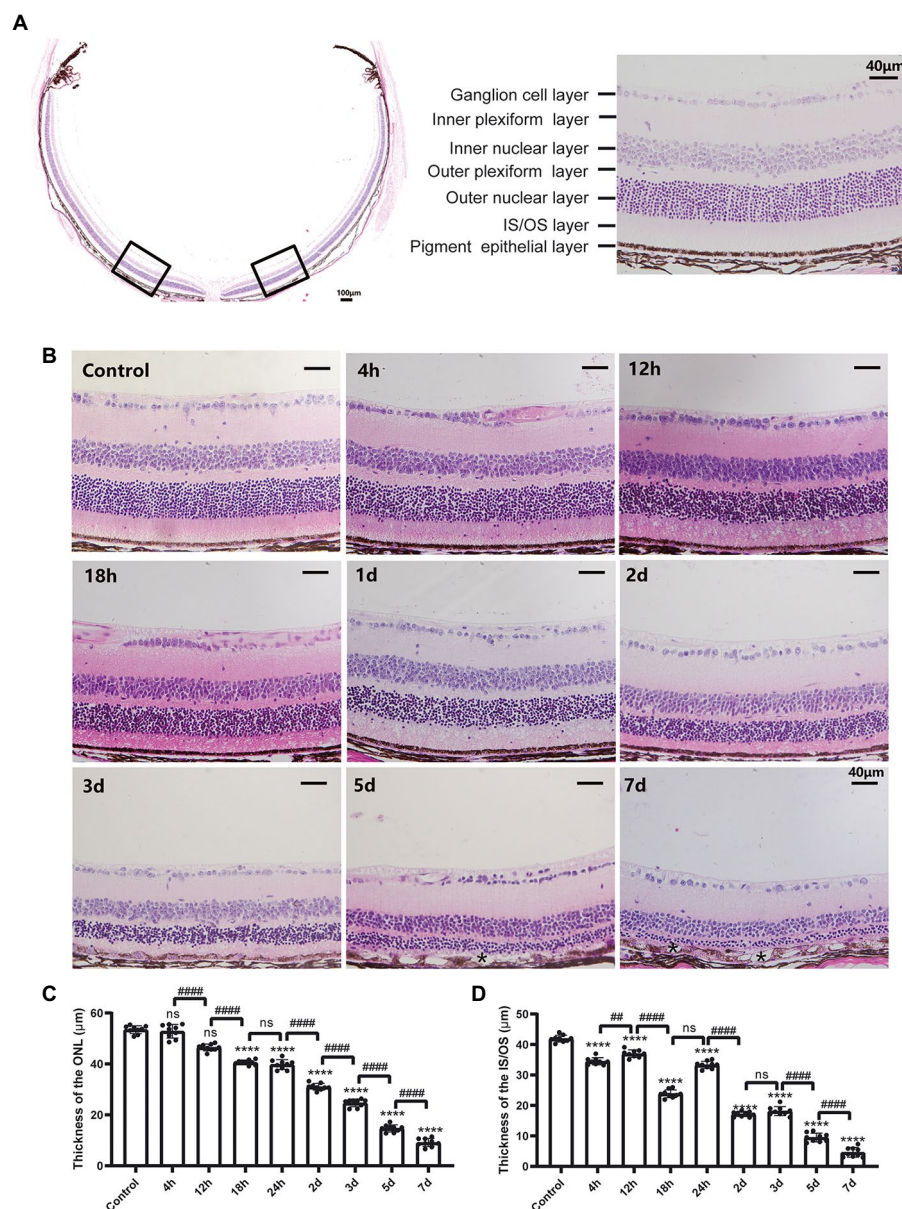 A
40μm
Ganglion cell layer
Inner plexiform layer
Inner nuclear layer
Outer plexiform layer
Outer nuclear layer
IS/OS layer
Pigment epithelial layer
100μm
B
Control
4h
12h
18h
1d
2d
3d
5d
*
7d
40μm
*
*
C
Thickness of the ONL (μm)
60
40
20
0
ns
####
ns
####
****
ns
****
####
****
####
****
####
****
####
****
Control
4h
12h
18h
24h
2d
3d
5d
7d
D
Thickness of the IS/OS (μm)
50
40
30
20
10
0
****
##
****
####
****
ns
****
####
****
ns
****
####
****
####
****
Control
4h
12h
18h
24h
2d
3d
5d
7d